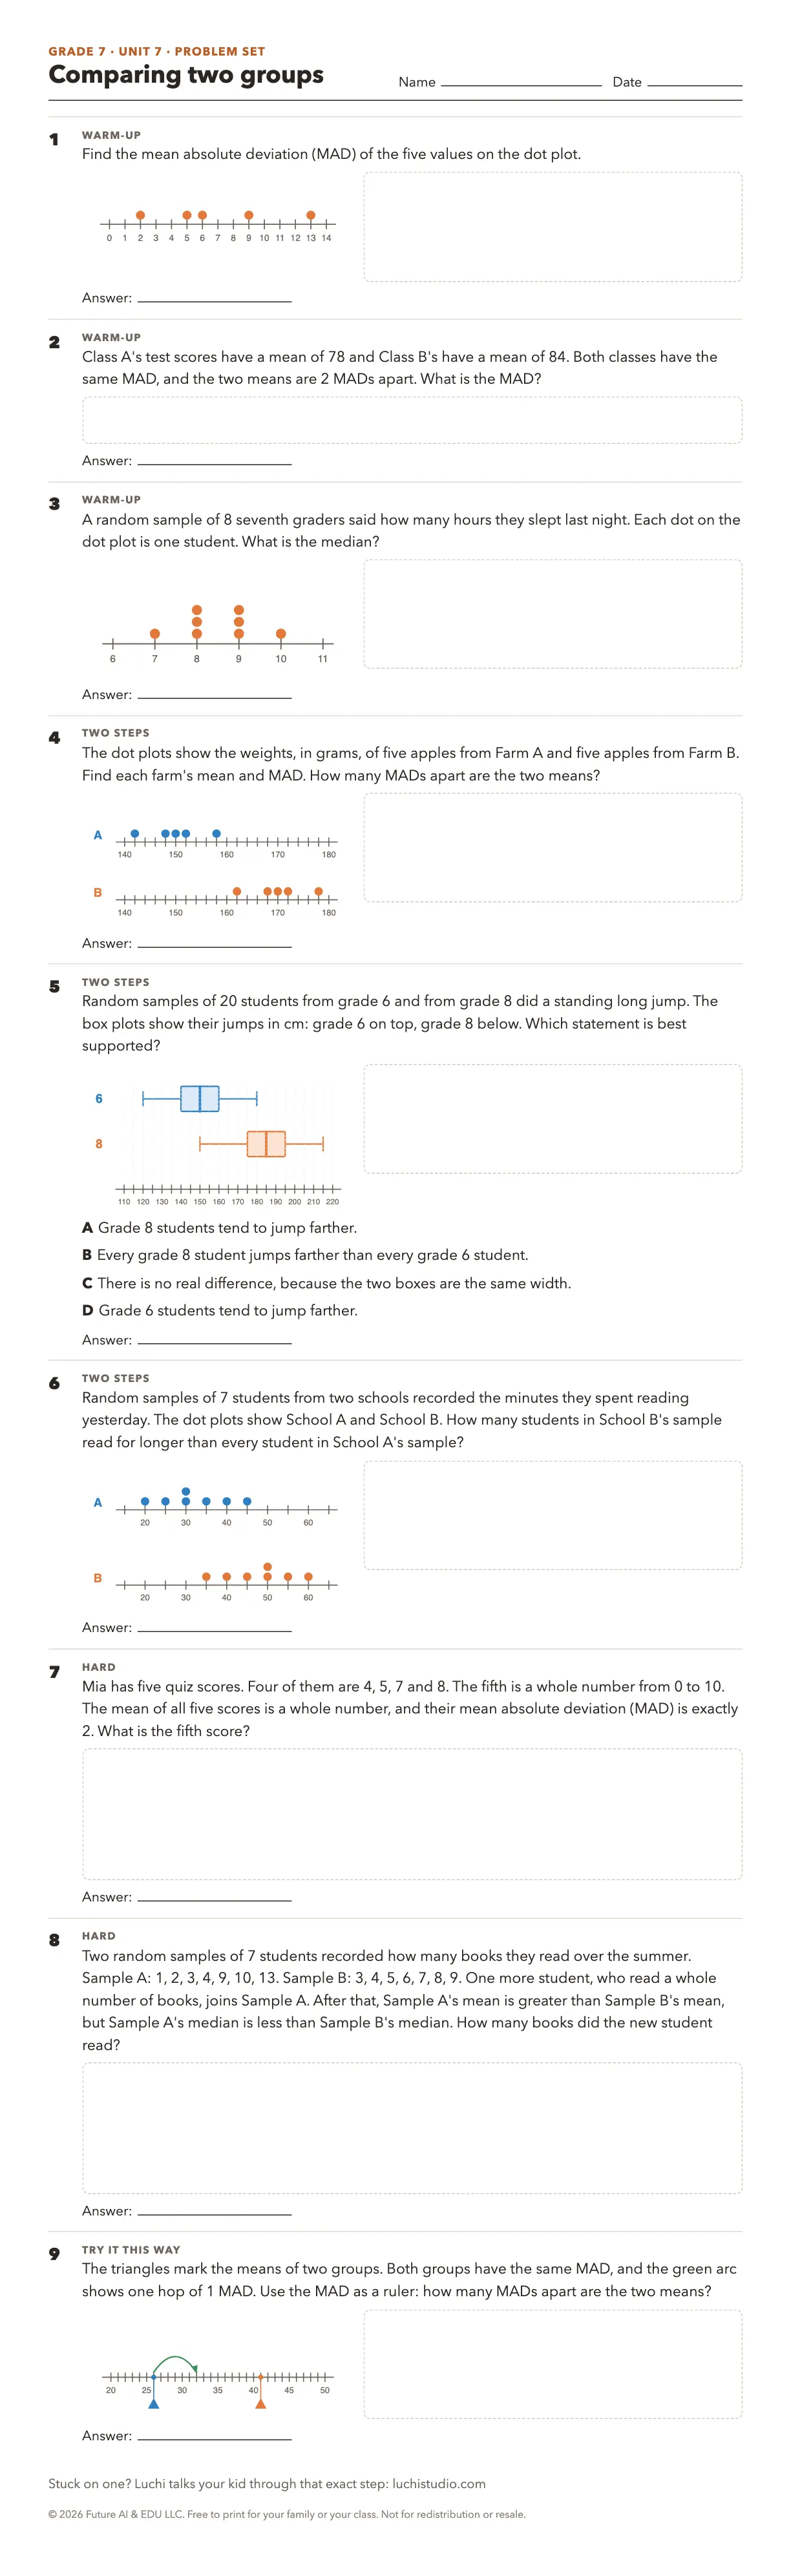 GRADE 7 · UNIT 7 · PROBLEM SET
Comparing two groups
Name Date
1
WARM-UP
Find the mean absolute deviation (MAD) of the five values on the dot plot.
0 1 2 3 4 5 6 7 8 9 10 11 12 13 14
Answer:
2
WARM-UP
Class A's test scores have a mean of 78 and Class B's have a mean of 84. Both classes have the
same MAD, and the two means are 2 MADs apart. What is the MAD?
Answer:
3
WARM-UP
A random sample of 8 seventh graders said how many hours they slept last night. Each dot on the
dot plot is one student. What is the median?
6 7 8 9 10 11
Answer:
4
TWO STEPS
The dot plots show the weights, in grams, of five apples from Farm A and five apples from Farm B.
Find each farm's mean and MAD. How many MADs apart are the two means?
A
140 150 160 170 180
B
140 150 160 170 180
Answer:
5
TWO STEPS
Random samples of 20 students from grade 6 and from grade 8 did a standing long jump. The
box plots show their jumps in cm: grade 6 on top, grade 8 below. Which statement is best
supported?
6
8
110 120 130 140 150 160 170 180 190 200 210 220
A Grade 8 students tend to jump farther.
B Every grade 8 student jumps farther than every grade 6 student.
C There is no real difference, because the two boxes are the same width.
D Grade 6 students tend to jump farther.
Answer:
6
TWO STEPS
Random samples of 7 students from two schools recorded the minutes they spent reading
yesterday. The dot plots show School A and School B. How many students in School B's sample
read for longer than every student in School A's sample?
A
20 30 40 50 60
B
20 30 40 50 60
Answer:
7
HARD
Mia has five quiz scores. Four of them are 4, 5, 7 and 8. The fifth is a whole number from 0 to 10.
The mean of all five scores is a whole number, and their mean absolute deviation (MAD) is exactly
2. What is the fifth score?
Answer:
8
HARD
Two random samples of 7 students recorded how many books they read over the summer.
Sample A: 1, 2, 3, 4, 9, 10, 13. Sample B: 3, 4, 5, 6, 7, 8, 9. One more student, who read a whole
number of books, joins Sample A. After that, Sample A's mean is greater than Sample B's mean,
but Sample A's median is less than Sample B's median. How many books did the new student
read?
Answer:
9
TRY IT THIS WAY
The triangles mark the means of two groups. Both groups have the same MAD, and the green arc
shows one hop of 1 MAD. Use the MAD as a ruler: how many MADs apart are the two means?
20 25 30 35 40 45 50
Answer:
Stuck on one? Luchi talks your kid through that exact step: luchistudio.com
© 2026 Future AI & EDU LLC. Free to print for your family or your class. Not for redistribution or resale.